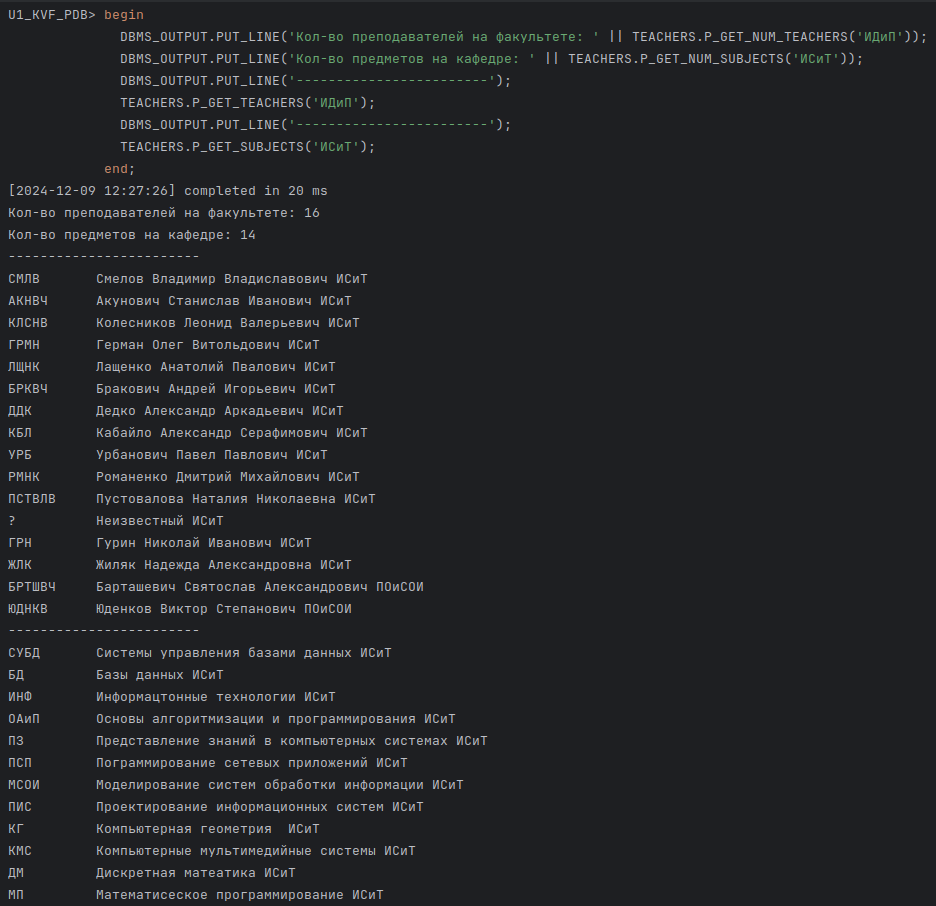 U1_KVF_PDB> begin
DBMS_OUTPUT.PUT_LINE('Кол-во преподавателей на факультете: ' || TEACHERS.P_GET_NUM_TEACHERS('ИДиП'));
DBMS_OUTPUT.PUT_LINE('Кол-во предметов на кафедре: ' || TEACHERS.P_GET_NUM_SUBJECTS('ИСиТ'));
DBMS_OUTPUT.PUT_LINE('------------------------');
TEACHERS.P_GET_TEACHERS('ИДиП');
DBMS_OUTPUT.PUT_LINE('------------------------');
TEACHERS.P_GET_SUBJECTS('ИСиТ');
end;
[2024-12-09 12:27:26] completed in 20 ms
Кол-во преподавателей на факультете: 16
Кол-во предметов на кафедре: 14
------------------------
СМЛВ Смелов Владимир Владиславович ИСиТ
АКНВЧ Акунович Станислав Иванович ИСиТ
КЛСНВ Колесников Леонид Валерьевич ИСиТ
ГРМН Герман Олег Витольдович ИСиТ
ЛЩНК Лащенко Анатолий Пвалович ИСиТ
БРКВЧ Бракович Андрей Игорьевич ИСиТ
ДДК Дедко Александр Аркадьевич ИСиТ
КБЛ Кабайло Александр Серафимович ИСиТ
УРБ Урбанович Павел Павлович ИСиТ
РМНК Романенко Дмитрий Михайлович ИСиТ
ПСТВЛВ Пустовалова Наталия Николаевна ИСиТ
? Неизвестный ИСиТ
ГРН Гурин Николай Иванович ИСиТ
ЖЛК Жиляк Надежда Александровна ИСиТ
БРТШВЧ Барташевич Святослав Александрович ПОиСОИ
ЮДНКВ Юденков Виктор Степанович ПОиСОИ
------------------------
СУБД Системы управления базами данных ИСиТ
БД Базы данных ИСиТ
ИНФ Информацтонные технологии ИСиТ
ОАиП Основы алгоритмизации и программирования ИСиТ
ПЗ Представление знаний в компьютерных системах ИСиТ
ПСП Пограммирование сетевых приложений ИСиТ
МСОИ Моделирование систем обработки информации ИСиТ
ПИС Проектирование информационных систем ИСиТ
КГ Компьютерная геометрия  ИСиТ
КМС Компьютерные мультимедийные системы ИСиТ
ДМ Дискретная матеатика ИСиТ
МП Математисеское программирование ИСиТ